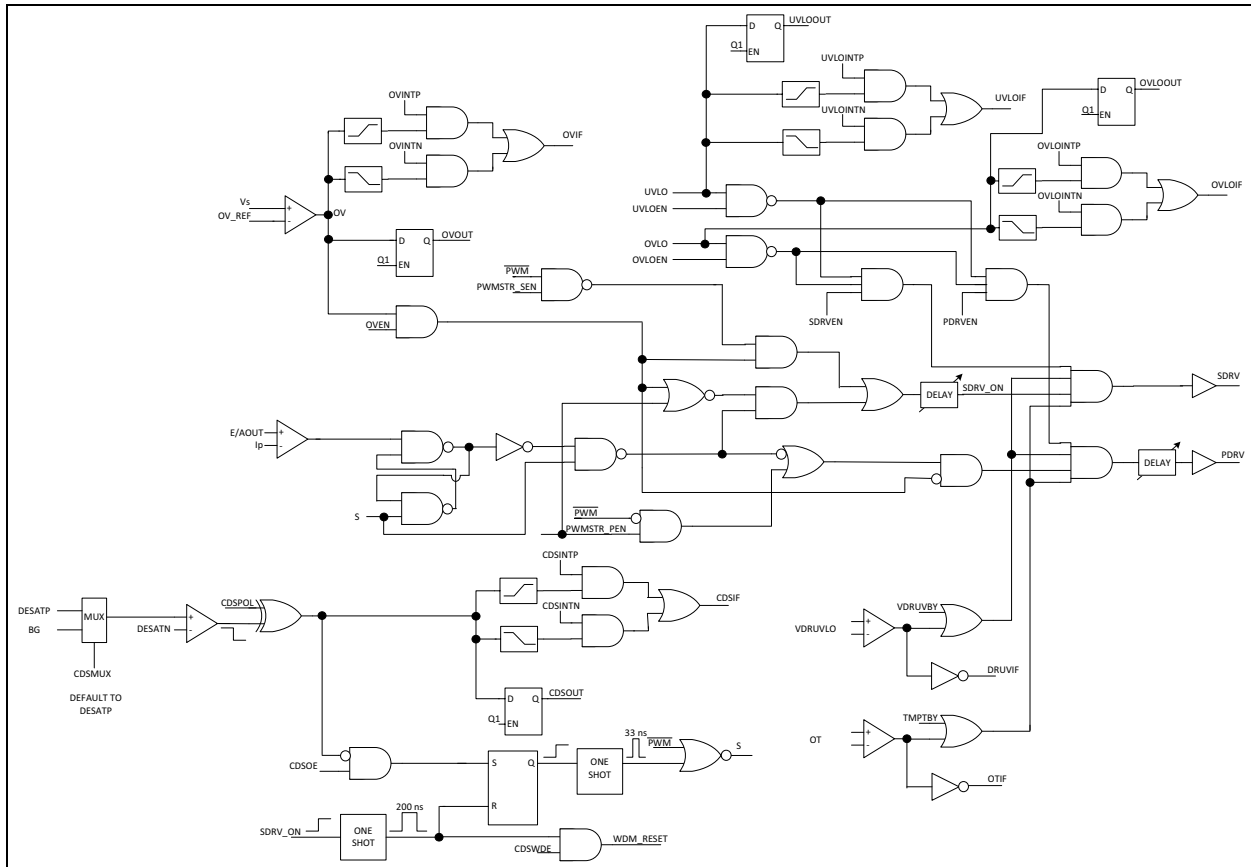 D Q UVLOOUT
Q1 EN
UVLOINTP
UVLOIF
UVLOINTN
D Q OVLOOUT
Q1 EN
OVLOINTP
OVLOIF
OVLOINTN
OVINTP
OVIF
OVINTN
Vs +
OV_REF -
OV
D Q OVOUT
Q1 EN
UVLO
UVLOEN
OVLO
OVLOEN
PWM
PWMSTR_SEN
SDRVEN
PDRVEN
OVEN
DELAY
SDRV_ON
SDRV
E/AOUT +
Ip -
DELAY
PDRV
S
PWM
PWMSTR_PEN
CDSINTP
CDSIF
CDSINTN
DESATP
BG
MUX
CDSMUX
DEFAULT TO
DESATP
+
DESATN -
CDSPOL
D Q CDSOUT
Q1 EN
VDRUVBY
VDRUVLO + -
DRUVIF
TMPTBY
OT + -
OTIF
CDSOE
S Q
R
ONE
SHOT
33 ns
PWM
S
SDRV_ON
ONE
SHOT
200 ns
CDSWDE
WDM_RESET